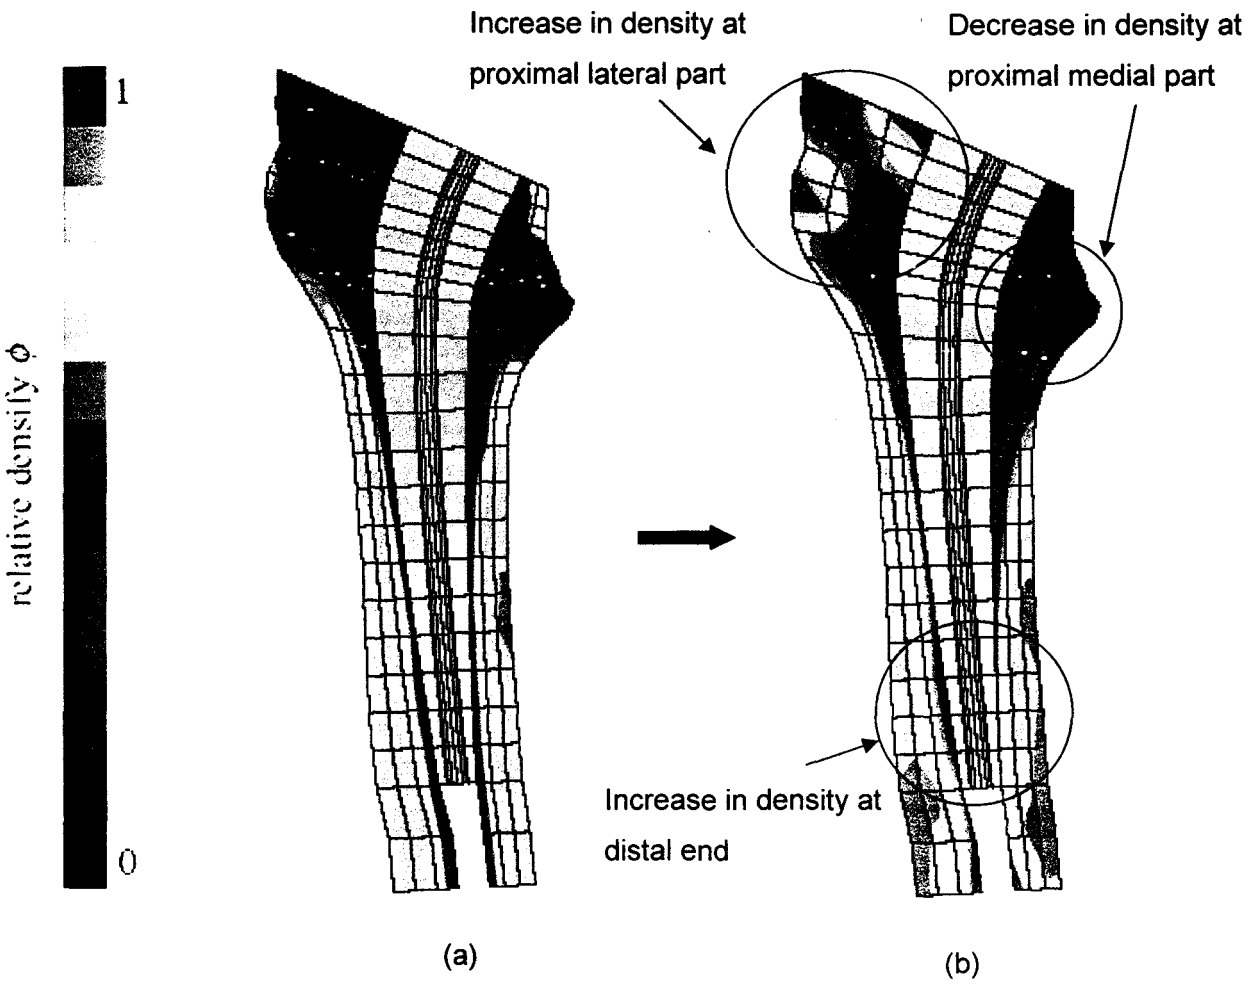 Increase in density at
proximal lateral part
Decrease in density at
proximal medial part
1
relative density ϕ
0
Increase in density at
distal end
(a)
(b)